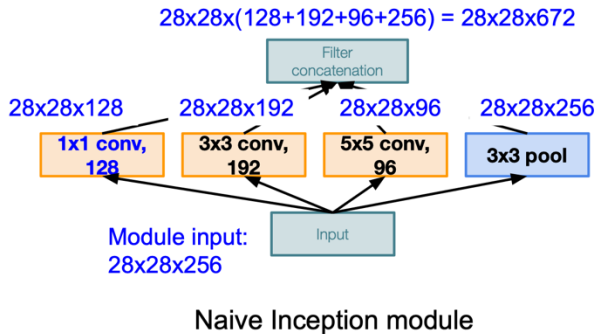 28x28x(128+192+96+256) = 28x28x672
Filter
concatenation
28x28x128
28x28x192
28x28x96
28x28x256
1x1 conv,
128
3x3 conv,
192
5x5 conv,
96
3x3 pool
Input
Module input:
28x28x256
Naive Inception module